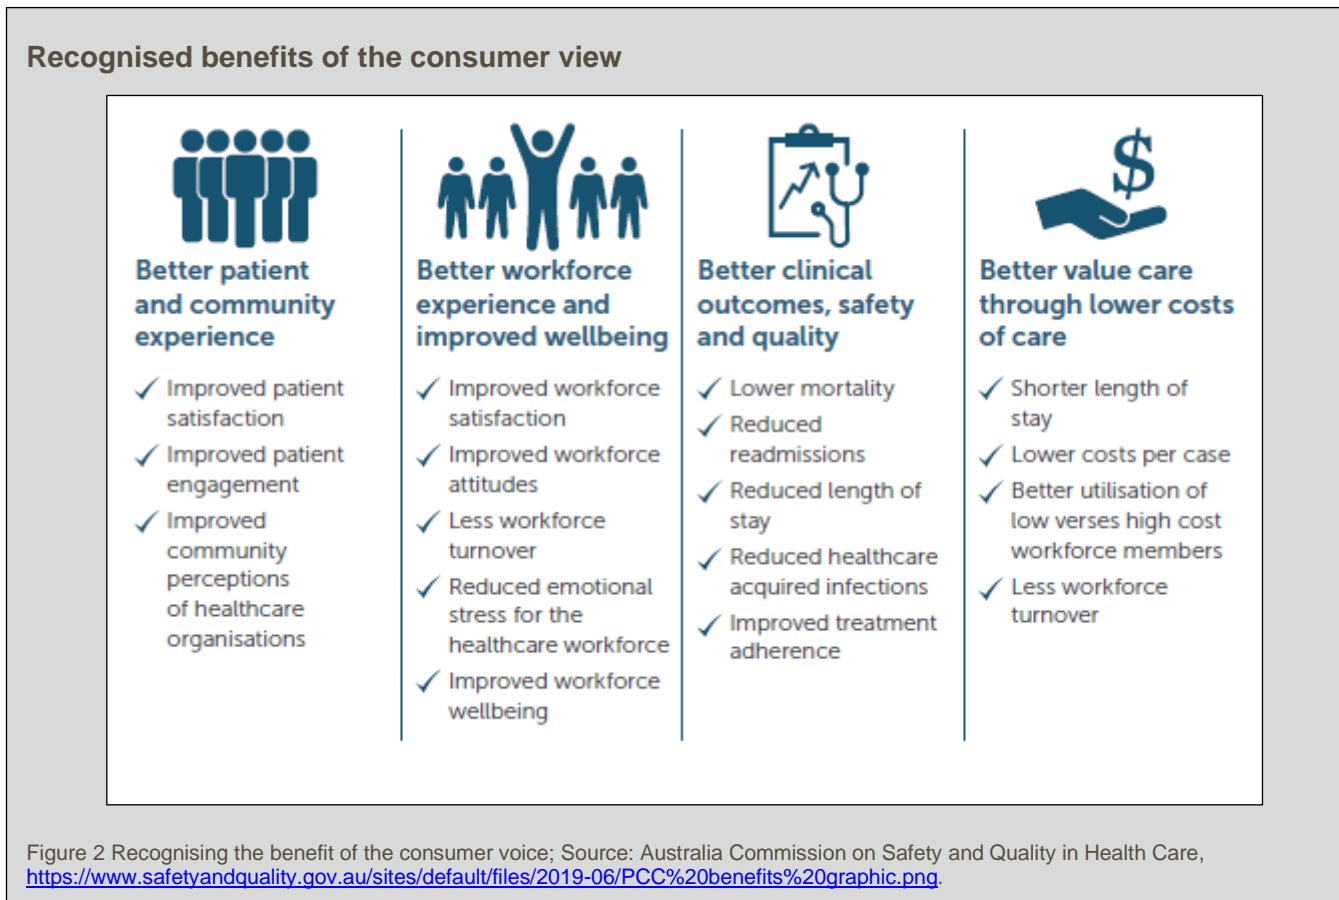 Recognised benefits of the consumer view
$
Better patient
and community
experience
Improved patient
satisfaction
Improved patient
engagement
Improved
community
perceptions
of healthcare
organisations
Better workforce
experience and
improved wellbeing
Improved workforce
satisfaction
Improved workforce
attitudes
Less workforce
turnover
Reduced emotional
stress for the
healthcare workforce
Improved workforce
wellbeing
Better clinical
outcomes, safety
and quality
Lower mortality
Reduced
readmissions
Reduced length of
stay
Reduced healthcare
acquired infections
Improved treatment
adherence
Better value care
through lower costs
of care
Shorter length of
stay
Lower costs per case
Better utilisation of
low verses high cost
workforce members
Less workforce
turnover
Figure 2 Recognising the benefit of the consumer voice; Source: Australia Commission on Safety and Quality in Health Care,
https://www.safetyandquality.gov.au/sites/default/files/2019-06/PCC%20benefits%20graphic.png.